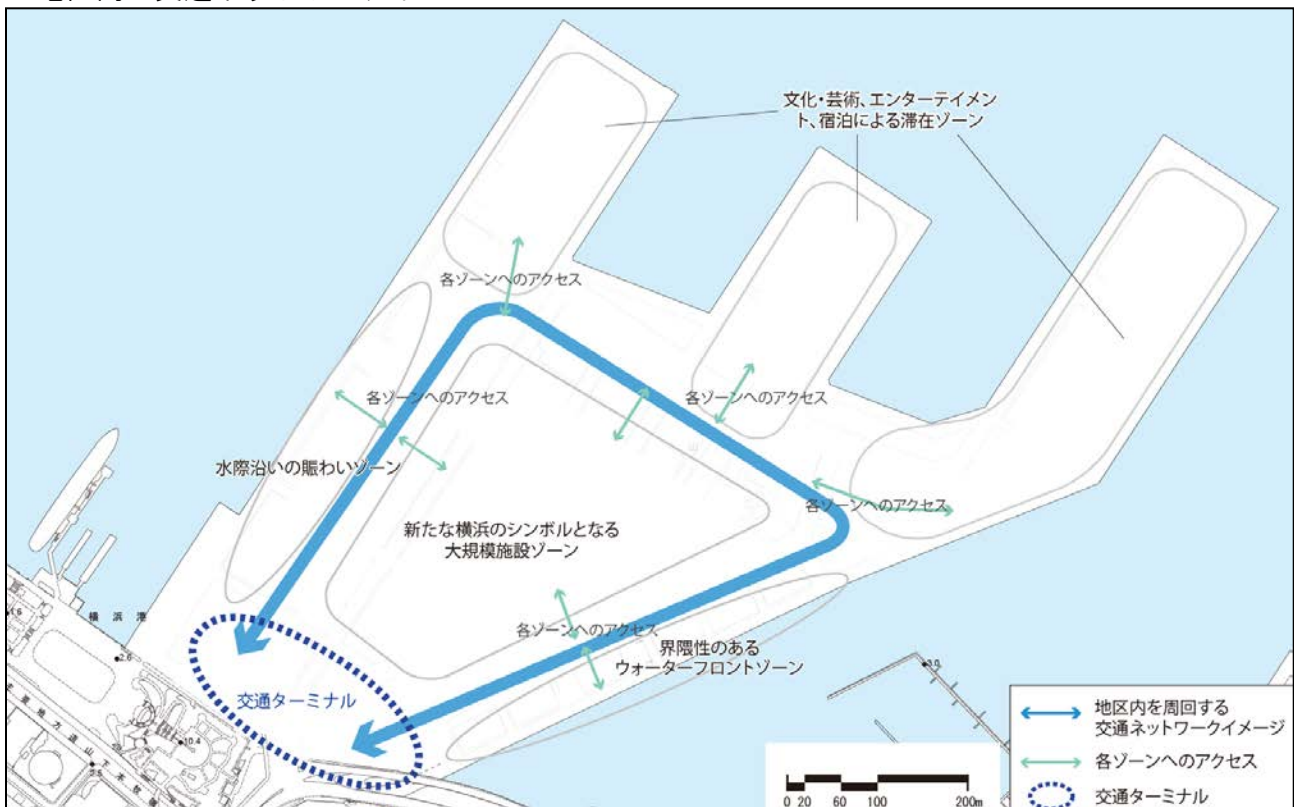 文化・芸術、エンターテイメン
ト、宿泊による滞在ゾーン
各ゾーンへのアクセス
各ゾーンへのアクセス
各ゾーンへのアクセス
水際沿いの賑わいゾーン
各ゾーンへのアクセス
新たな横浜のシンボルとなる
大規模施設ゾーン
各ゾーンへのアクセス
界隈性のある
ウォーターフロントゾーン
横浜港
2.6
3.0
交通ターミナル
10.4
2.5
地区内を周回する
交通ネットワークイメージ
各ゾーンへのアクセス
交通ターミナル
0 20 60 100 200m